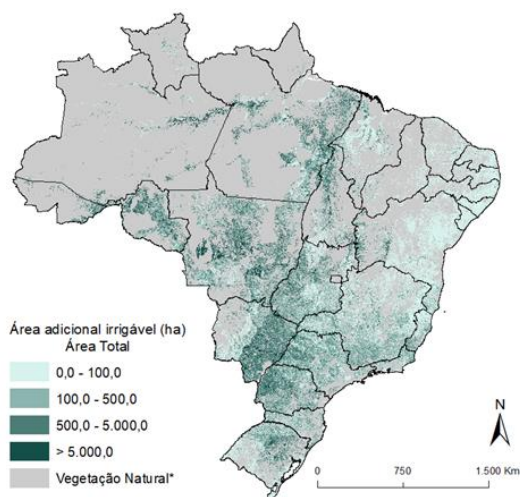 Área adicional irrigável (ha)
Área Total
0,0 - 100,0
100,0 - 500,0
500,0 - 5.000,0
> 5.000,0
Vegetação Natural*
N
0 750 1.500 Km